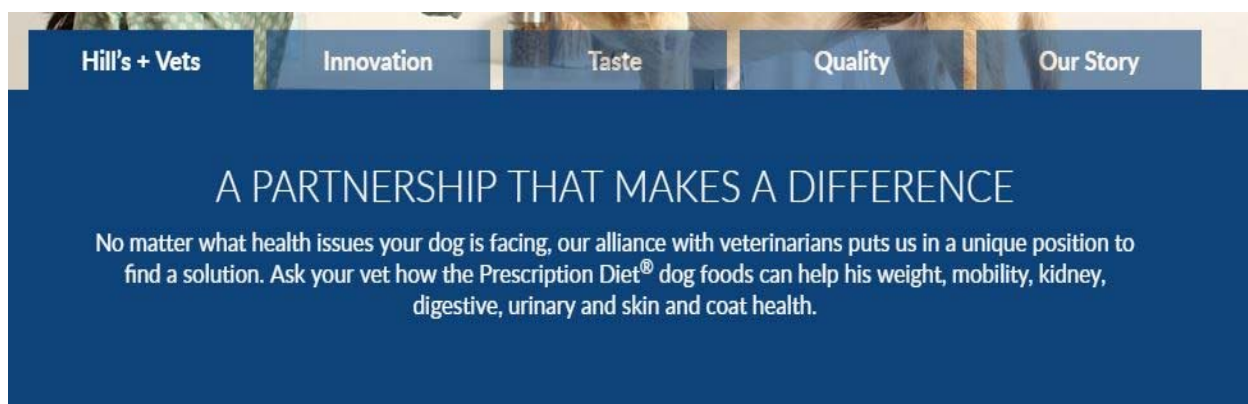 Hill's + Vets
Innovation
Taste
Quality
Our Story
A PARTNERSHIP THAT MAKES A DIFFERENCE
No matter what health issues your dog is facing, our alliance with veterinarians puts us in a unique position to
find a solution. Ask your vet how the Prescription Diet® dog foods can help his weight, mobility, kidney,
digestive, urinary and skin and coat health.